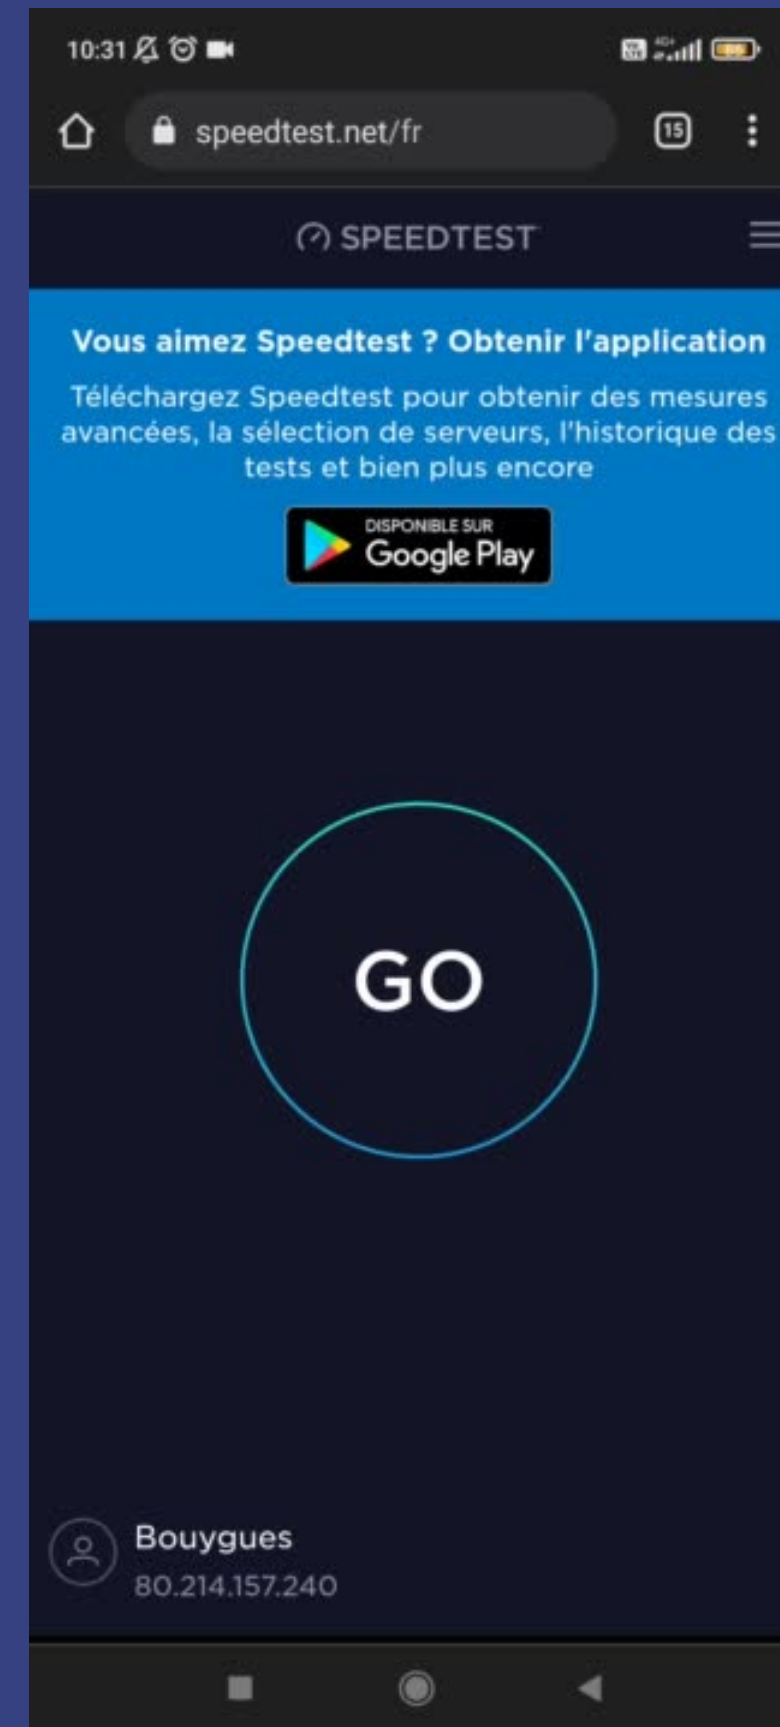 10:31
4G+
speedtest.net/fr
15
SPEEDTEST
Vous aimez Speedtest ? Obtenir l'application
Téléchargez Speedtest pour obtenir des mesures
avancées, la sélection de serveurs, l'historique des
tests et bien plus encore
DISPONIBLE SUR
Google Play
GO
Bouygues
80.214.157.240